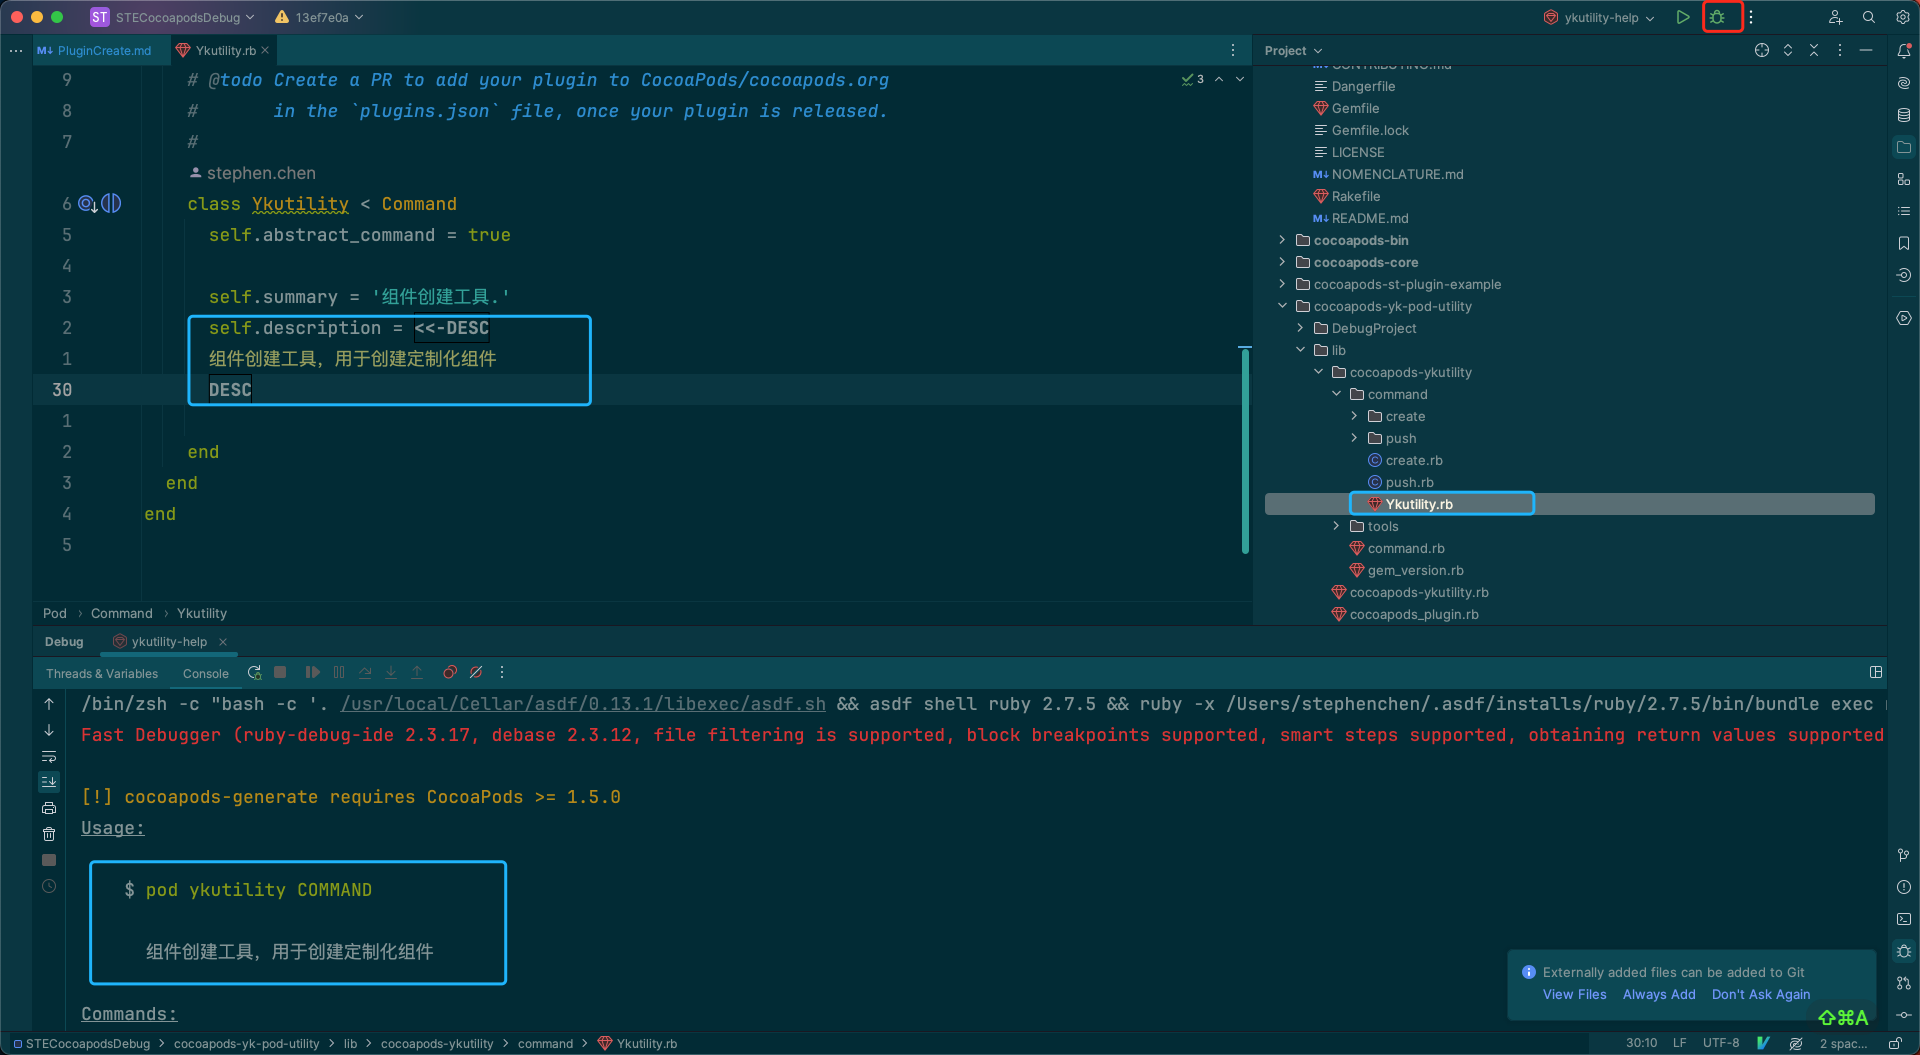 ST STECocoapodsDebug 13ef7e0a ykutility-help
PluginCreate.md Ykutility.rb
Project
9 # @todo Create a PR to add your plugin to CocoaPods/cocoapods.org
8 # in the `plugins.json` file, once your plugin is released.
7 #
stephen.chen
6 class Ykutility < Command
5 self.abstract_command = true
4
3 self.summary = '组件创建工具.'
2 self.description = <<-DESC
1 组件创建工具，用于创建定制化组件
30 DESC
1
2 end
3 end
4 end
5
3
Pod > Command > Ykutility
CONTRIBUTING.md
Dangerfile
Gemfile
Gemfile.lock
LICENSE
NOMENCLATURE.md
Rakefile
README.md
cocoapods-bin
cocoapods-core
cocoapods-st-plugin-example
cocoapods-yk-pod-utility
DebugProject
lib
cocoapods-ykutility
command
create
push
create.rb
push.rb
Ykutility.rb
tools
command.rb
gem_version.rb
cocoapods-ykutility.rb
cocoapods_plugin.rb
Debug ykutility-help
Threads & Variables Console
/bin/zsh -c "bash -c '. /usr/local/Cellar/asdf/0.13.1/libexec/asdf.sh && asdf shell ruby 2.7.5 && ruby -x /Users/stephenchen/.asdf/installs/ruby/2.7.5/bin/bundle exec
Fast Debugger (ruby-debug-ide 2.3.17, debase 2.3.12, file filtering is supported, block breakpoints supported, smart steps supported, obtaining return values supported
[!] cocoapods-generate requires CocoaPods >= 1.5.0
Usage:
$ pod ykutility COMMAND
组件创建工具，用于创建定制化组件
Commands:
Externally added files can be added to Git
View Files Always Add Don't Ask Again
⇧⌘A
STECocoapodsDebug > cocoapods-yk-pod-utility > lib > cocoapods-ykutility > command > Ykutility.rb
30:10 LF UTF-8 2 spac...